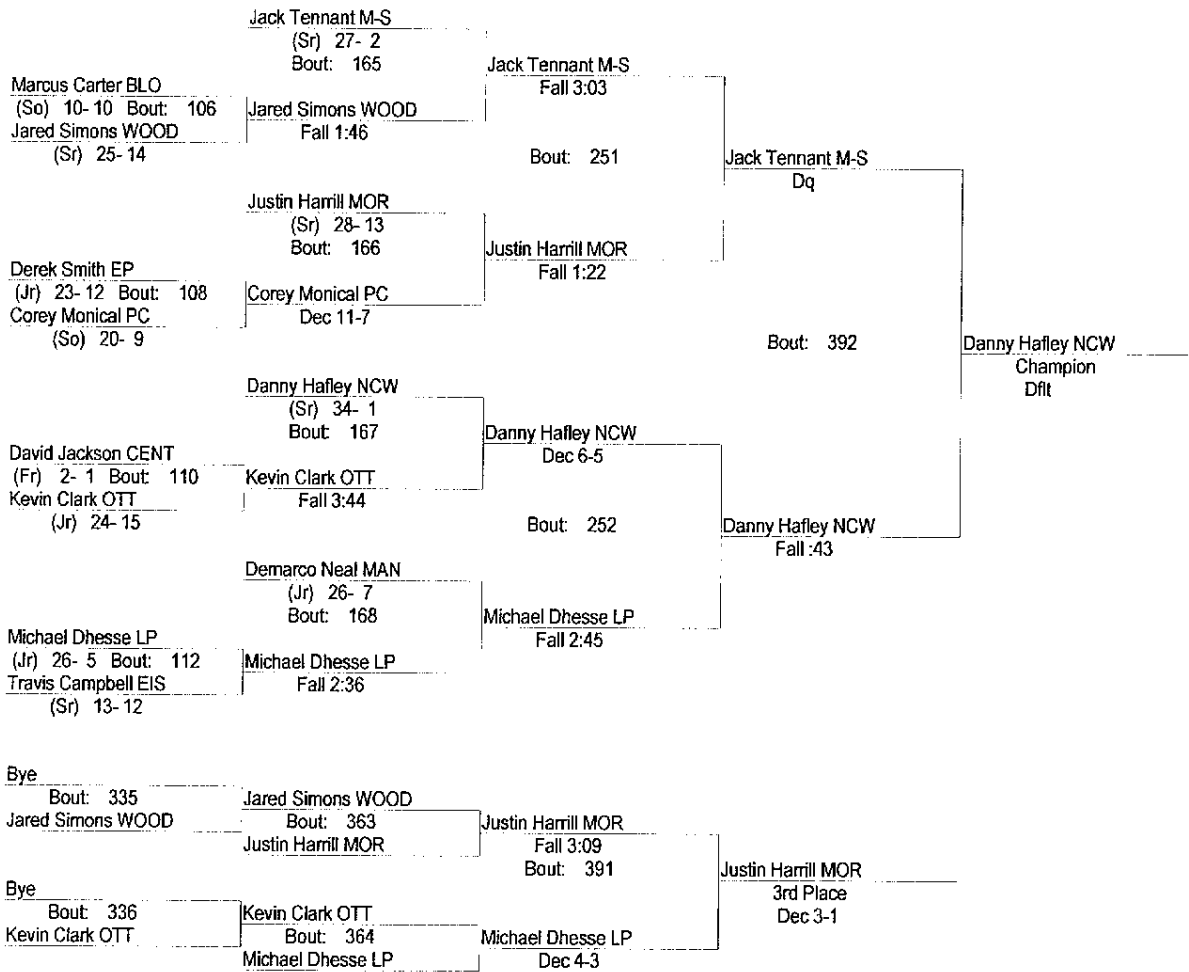 Jack Tennant M-S
(Sr) 27- 2
Bout: 165
Jack Tennant M-S
Fall 3:03
Marcus Carter BLO
(So) 10- 10 Bout: 106
Jared Simons WOOD
Jared Simons WOOD
Fall 1:46
(Sr) 25- 14
Bout: 251
Jack Tennant M-S
Dq
Justin Harrill MOR
(Sr) 28- 13
Bout: 166
Justin Harrill MOR
Fall 1:22
Derek Smith EP
(Jr) 23- 12 Bout: 108
Corey Monical PC
Corey Monical PC
Dec 11-7
(So) 20- 9
Bout: 392
Danny Hafley NCW
Champion
Dflt
Danny Hafley NCW
(Sr) 34- 1
Bout: 167
Danny Hafley NCW
Dec 6-5
David Jackson CENT
(Fr) 2- 1 Bout: 110
Kevin Clark OTT
Kevin Clark OTT
Fall 3:44
(Jr) 24- 15
Bout: 252
Danny Hafley NCW
Fall :43
Demarco Neal MAN
(Jr) 26- 7
Bout: 168
Michael Dhesse LP
Fall 2:45
Michael Dhesse LP
(Jr) 26- 5 Bout: 112
Travis Campbell EIS
Michael Dhesse LP
Fall 2:36
(Sr) 13- 12
Bye
Bout: 335
Jared Simons WOOD
Jared Simons WOOD
Bout: 363
Justin Harrill MOR
Justin Harrill MOR
Fall 3:09
Bout: 391
Justin Harrill MOR
3rd Place
Dec 3-1
Bye
Bout: 336
Kevin Clark OTT
Kevin Clark OTT
Bout: 364
Michael Dhesse LP
Michael Dhesse LP
Dec 4-3